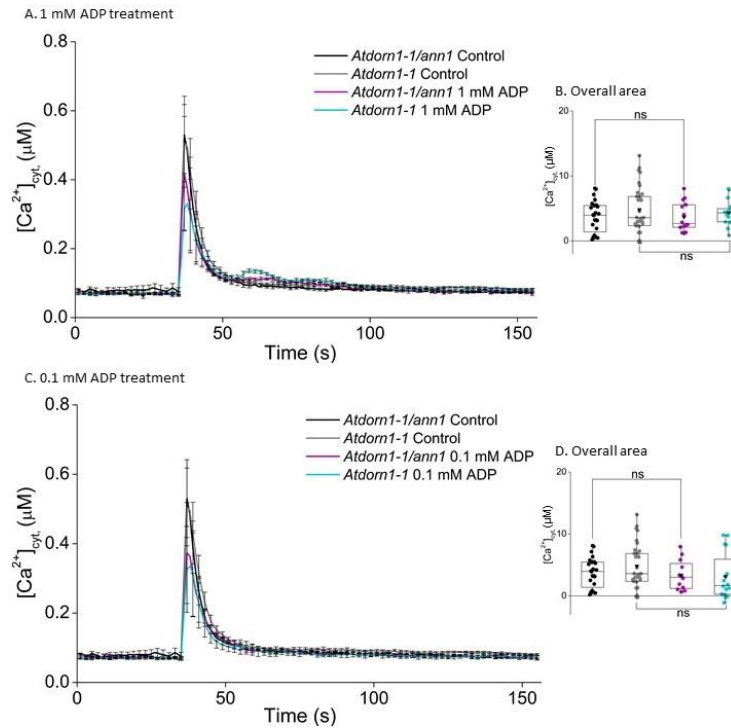 A. 1 mM ADP treatment
0.8
0.6
0.4
0.2
0.0
[Ca2+]cyt, (µM)
Atdorn1-1/ann1 Control
Atdorn1-1 Control
Atdorn1-1/ann1 1 mM ADP
Atdorn1-1 1 mM ADP
0
50
100
150
Time (s)
B. Overall area
20
10
0
[Ca2+]cyt, (µM)
ns
ns
C. 0.1 mM ADP treatment
0.8
0.6
0.4
0.2
0.0
[Ca2+]cyt, (µM)
Atdorn1-1/ann1 Control
Atdorn1-1 Control
Atdorn1-1/ann1 0.1 mM ADP
Atdorn1-1 0.1 mM ADP
0
50
100
150
Time (s)
D. Overall area
20
10
0
[Ca2+]cyt, (µM)
ns
ns